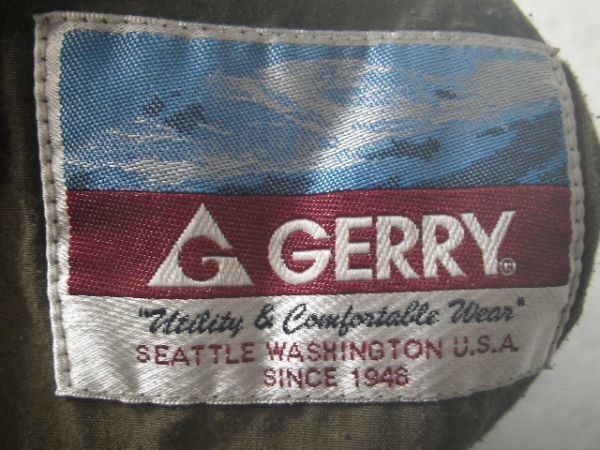 GERRY
"Utility & Comfortable Wear"
SEATTLE WASHINGTON U.S.A.
SINCE 1946